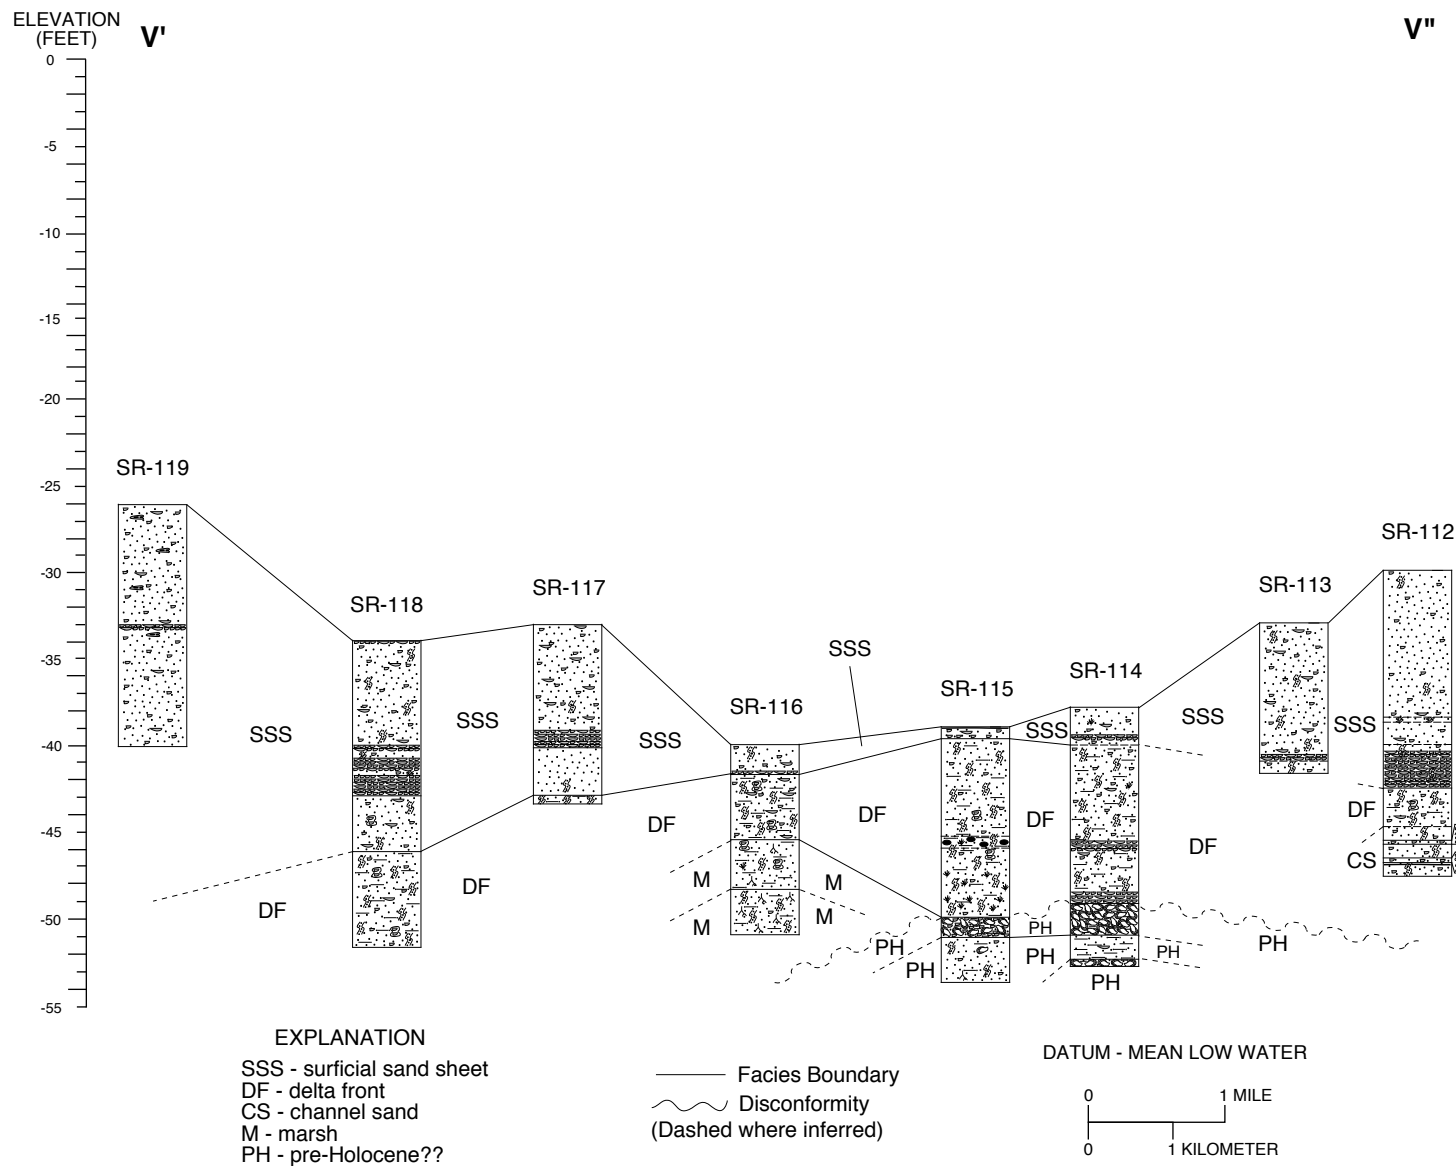 ELEVATION
(FEET)
V'
V"
0
-5
-10
-15
-20
-25
-30
-35
-40
-45
-50
-55
SR-119
SR-118
SR-117
SR-116
SR-115
SR-114
SR-113
SR-112
SSS
SSS
SSS
SSS
SSS
SSS
SSS
DF
DF
DF
DF
DF
DF
DF
CS
M
M
M
M
PH
PH
PH
PH
PH
PH
PH
EXPLANATION
SSS - surficial sand sheet
DF - delta front
CS - channel sand
M - marsh
PH - pre-Holocene??
Facies Boundary
Disconformity
(Dashed where inferred)
DATUM - MEAN LOW WATER
0 1 MILE
0 1 KILOMETER